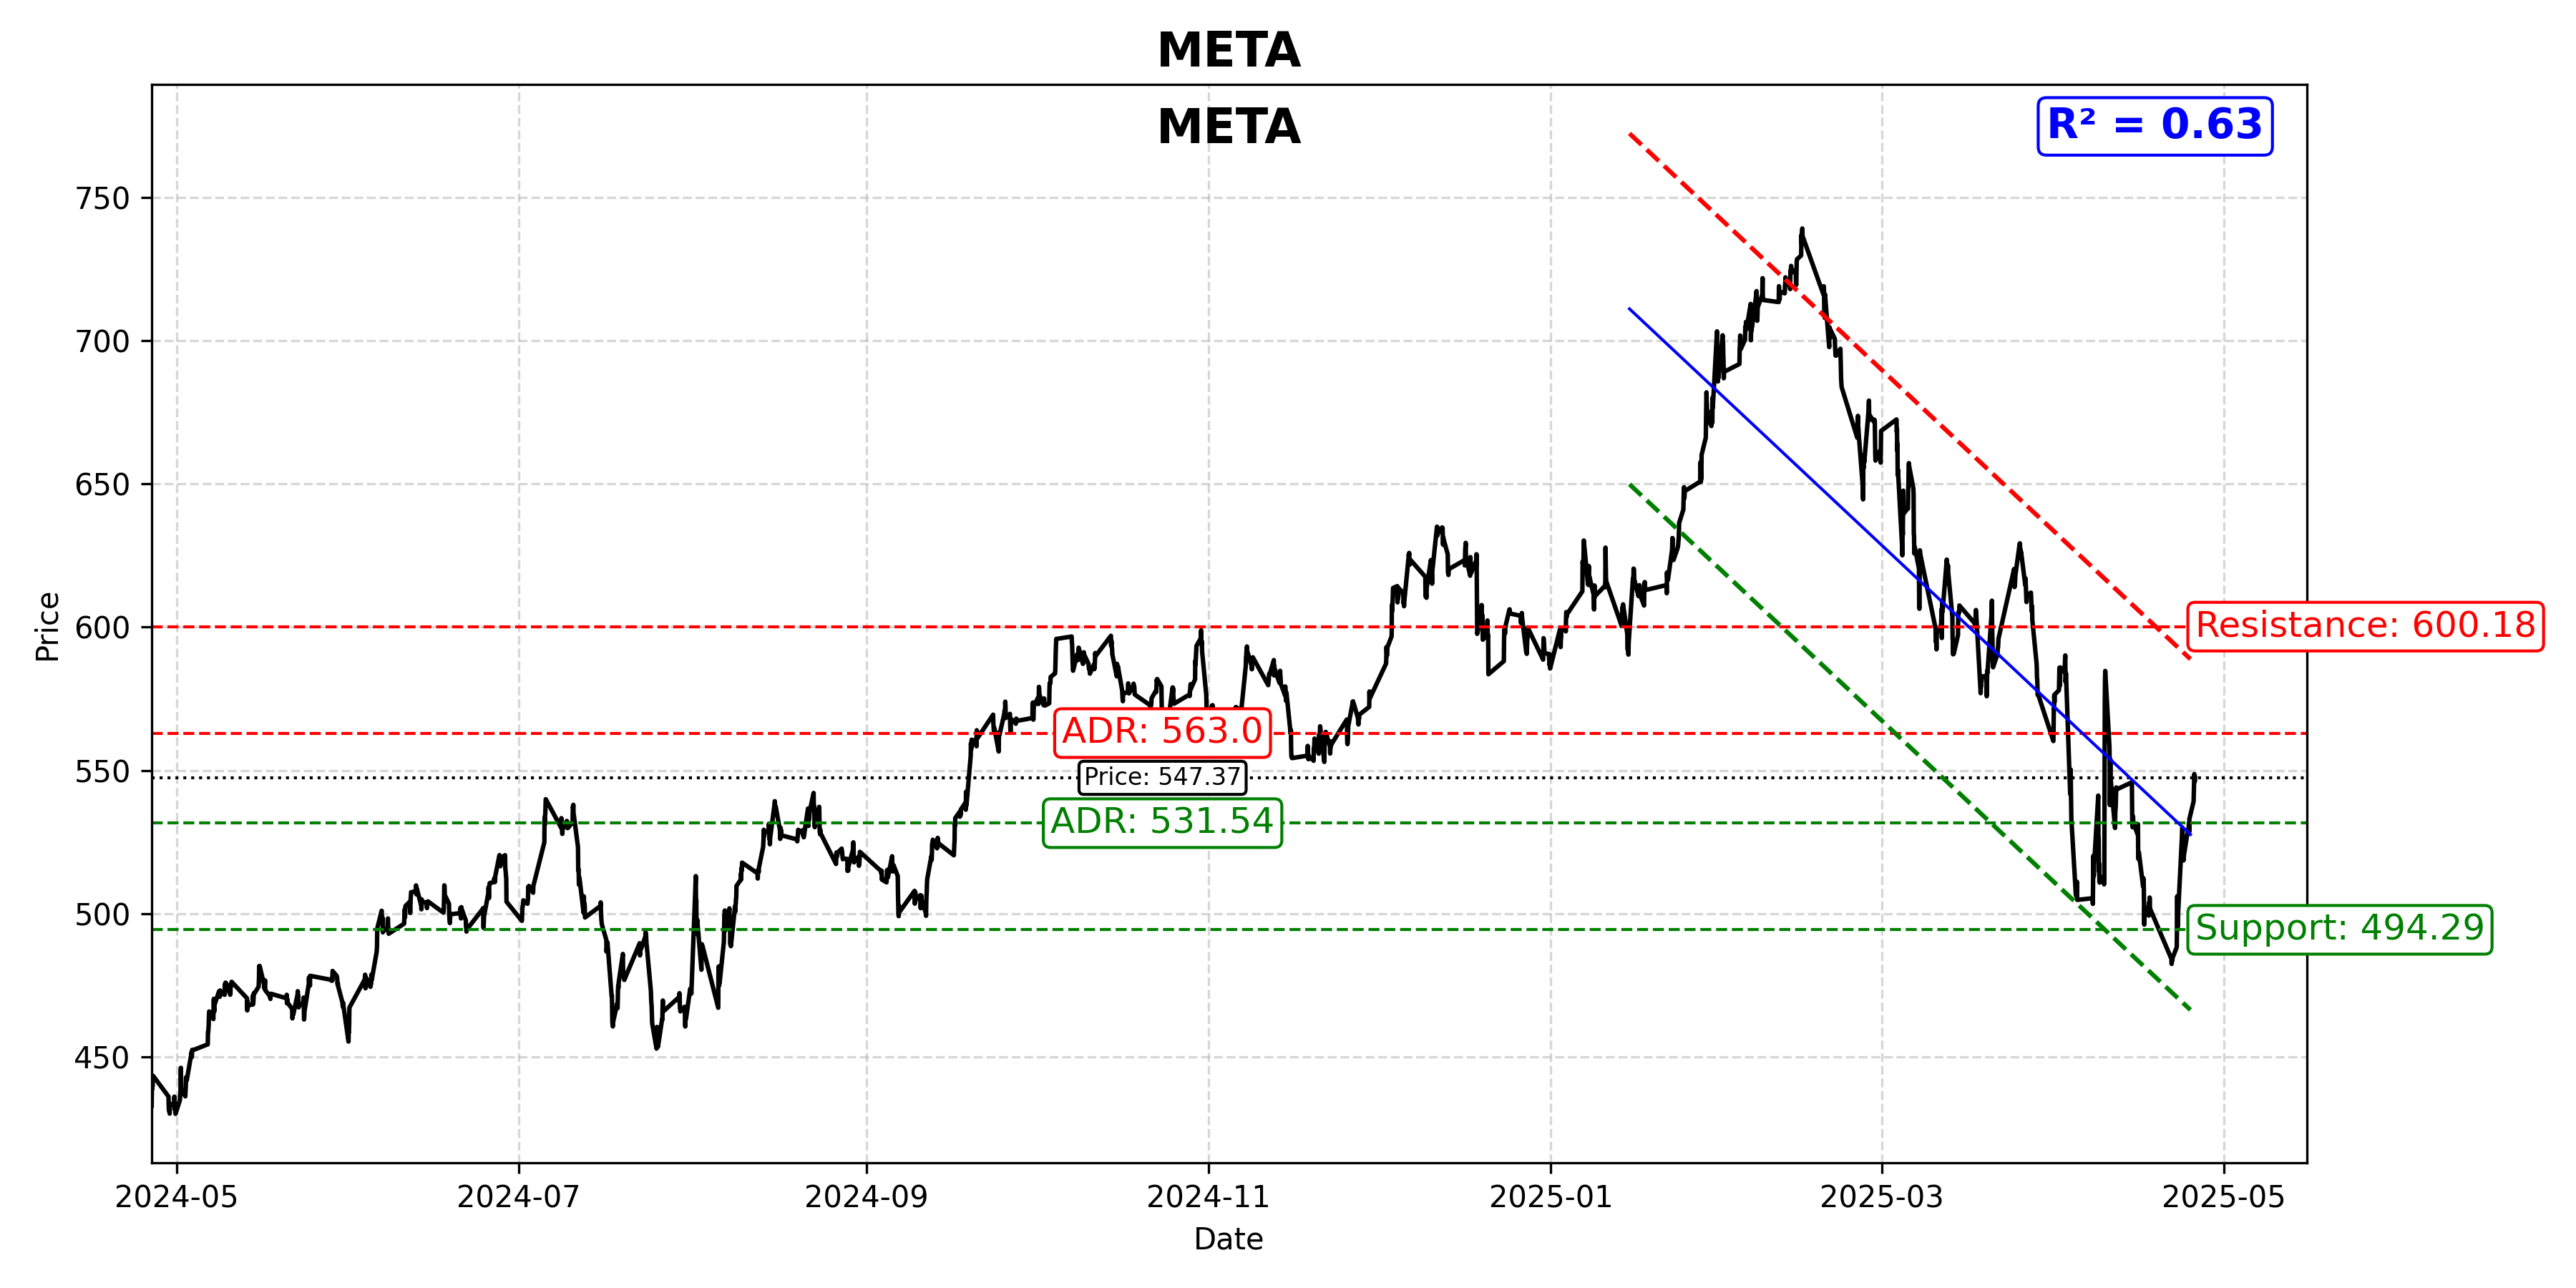 META
META
R² = 0.63
750
700
650
600
550
500
450
Price
Resistance: 600.18
ADR: 563.0
Price: 547.37
ADR: 531.54
Support: 494.29
2024-05
2024-07
2024-09
2024-11
2025-01
2025-03
2025-05
Date